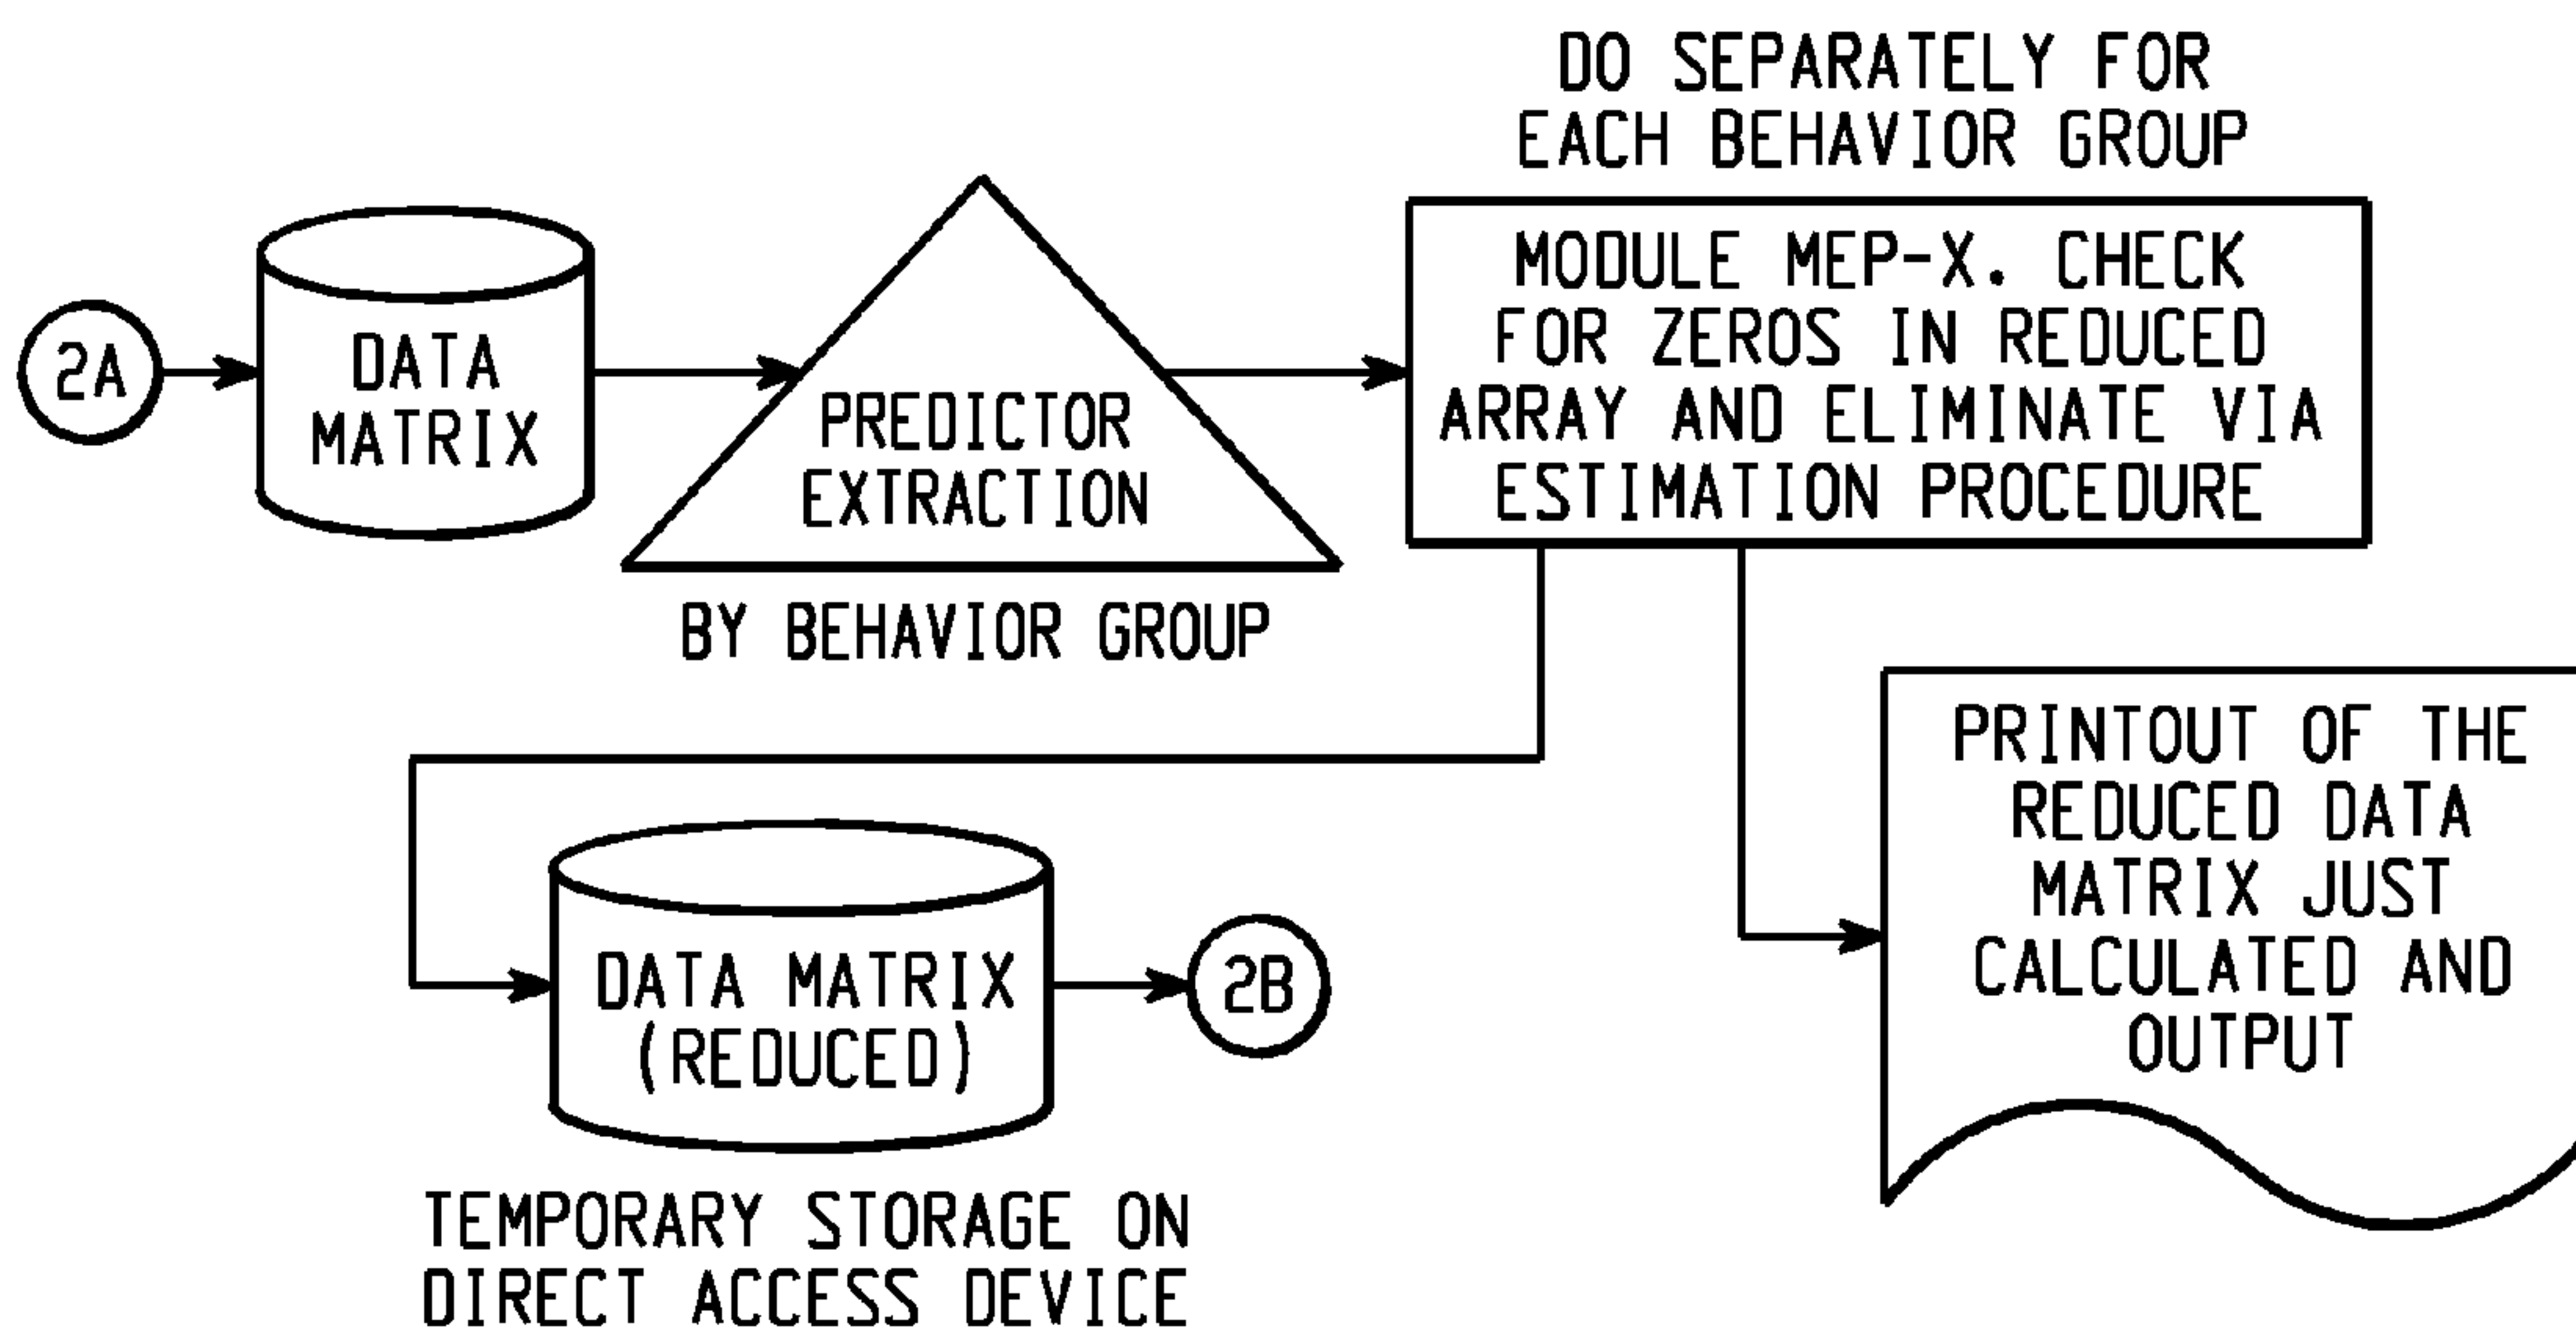 DO SEPARATELY FOR
EACH BEHAVIOR GROUP
2A
DATA
MATRIX
PREDICTOR
EXTRACTION
BY BEHAVIOR GROUP
MODULE MEP-X. CHECK
FOR ZEROS IN REDUCED
ARRAY AND ELIMINATE VIA
ESTIMATION PROCEDURE
PRINTOUT OF THE
REDUCED DATA
MATRIX JUST
CALCULATED AND
OUTPUT
DATA MATRIX
(REDUCED)
2B
TEMPORARY STORAGE ON
DIRECT ACCESS DEVICE